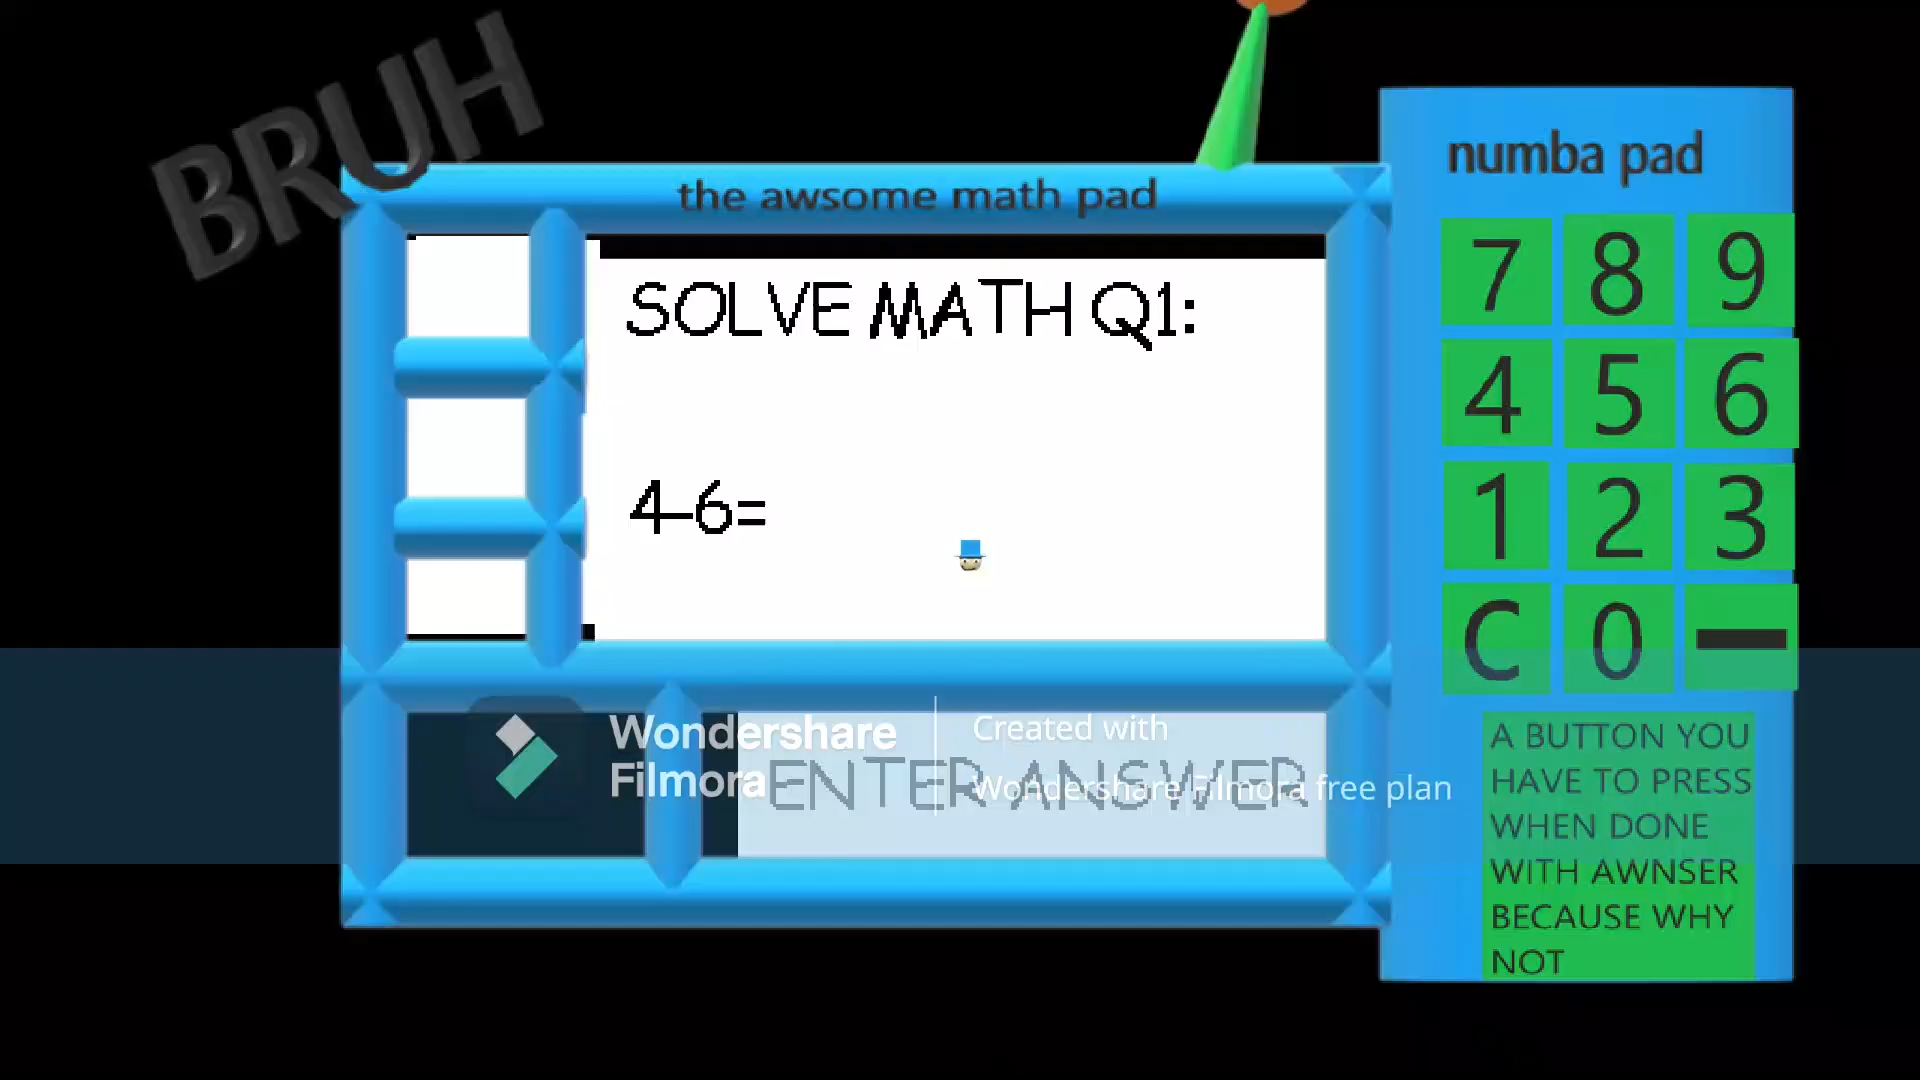 BRUH
the awsome math pad
SOLVE MATH Q1:
4-6=
Wondershare
Filmora
Created with
Wondershare Filmora free plan
ENTER ANSWER
numba pad
7 8 9
4 5 6
1 2 3
C 0 —
A BUTTON YOU
HAVE TO PRESS
WHEN DONE
WITH AWNSER
BECAUSE WHY
NOT